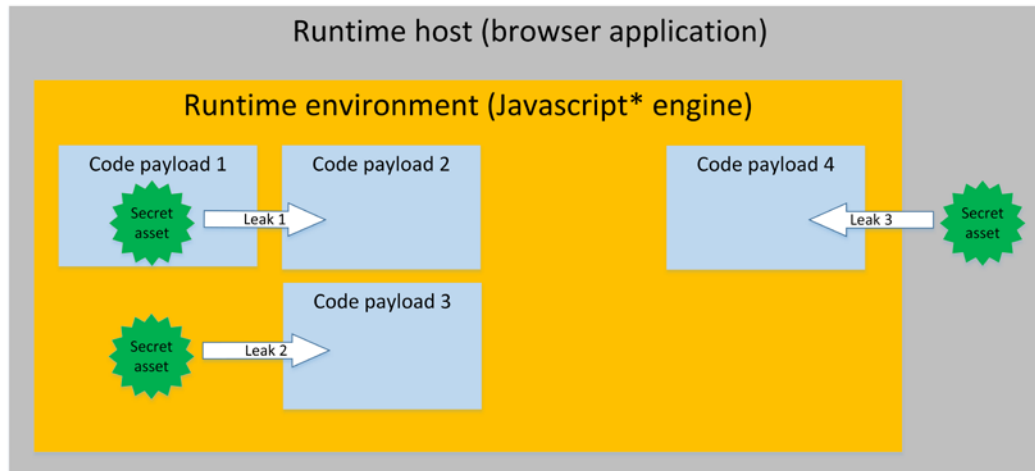 Runtime host (browser application)
Runtime environment (Javascript* engine)
Code payload 1
Code payload 2
Code payload 4
Secret
asset
Leak 1
Leak 3
Secret
asset
Code payload 3
Secret
asset
Leak 2